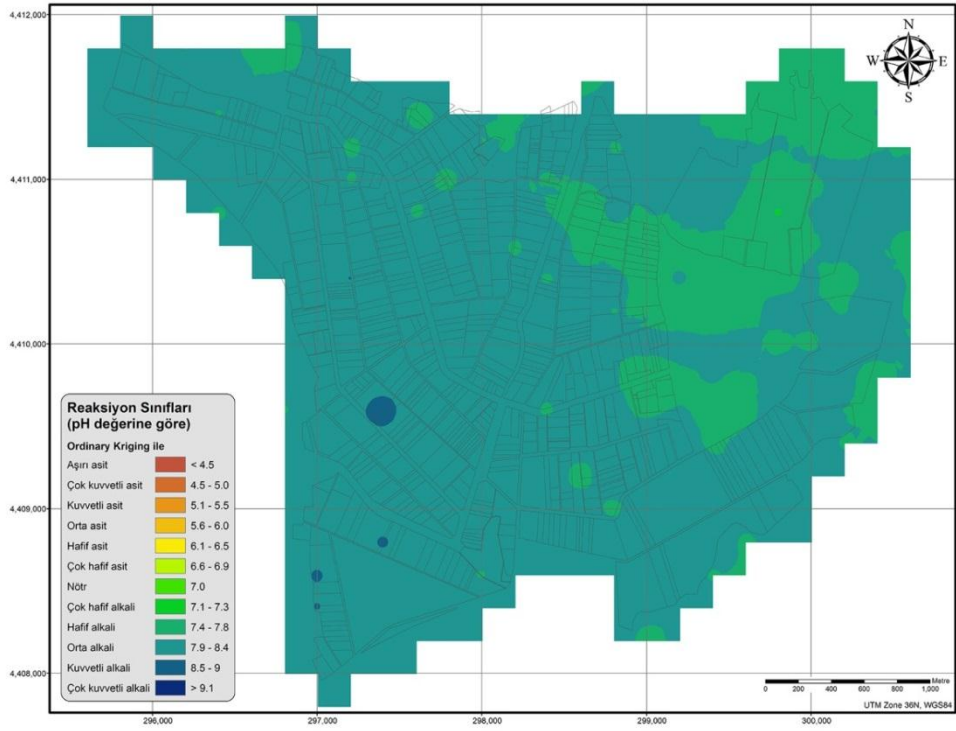 4,412,000
N
W
E
S
4,411,000
4,410,000
Reaksiyon Sınıfları
(pH değerine göre)
Ordinary Kriging ile
Aşırı asit < 4.5
Çok kuvvetli asit 4.5 - 5.0
Kuvvetli asit 5.1 - 5.5
Orta asit 5.6 - 6.0
Hafif asit 6.1 - 6.5
Çok hafif asit 6.6 - 6.9
Nötr 7.0
Çok hafif alkali 7.1 - 7.3
Hafif alkali 7.4 - 7.8
Orta alkali 7.9 - 8.4
Kuvvetli alkali 8.5 - 9
Çok kuvvetli alkali > 9.1
4,409,000
4,408,000
Metre
0 200 400 600 800 1,000
UTM Zone 36N, WGS84
296,000 297,000 298,000 299,000 300,000